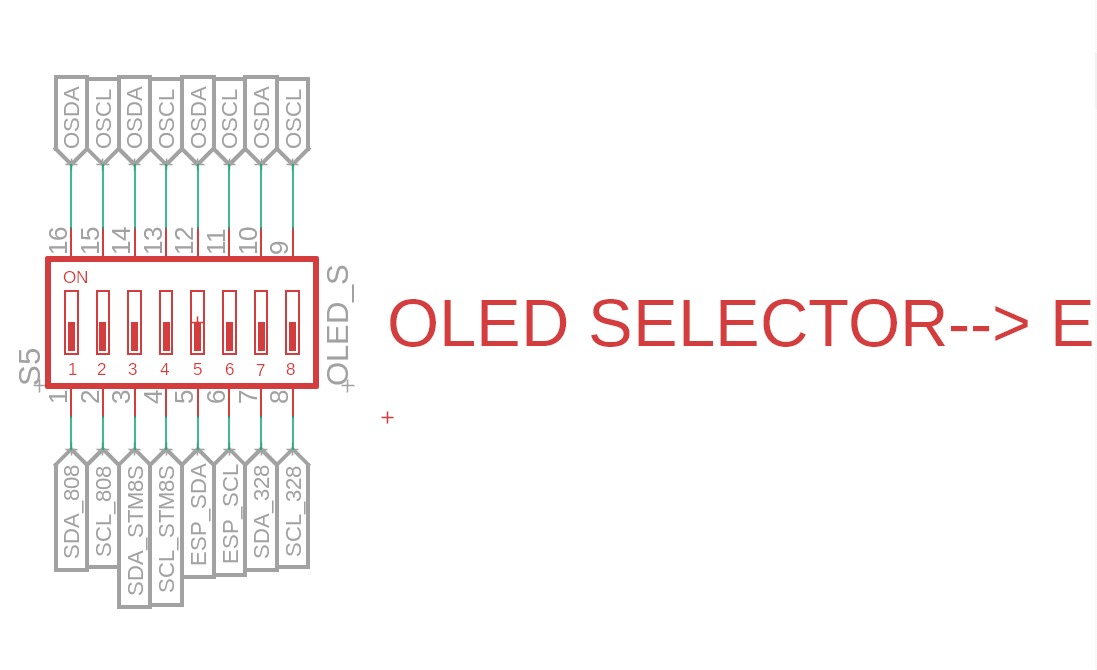 OSDA OSCL OSDA OSCL OSDA OSCL OSDA OSCL
16 15 14 13 12 11 10 9
ON
1 2 3 4 5 6 7 8
S5
OLED_S
OLED SELECTOR--> E
1 2 3 4 5 6 7 8
SDA_808 SCL_808 SDA_STM8S SCL_STM8S ESP_SDA ESP_SCL SDA_328 SCL_328